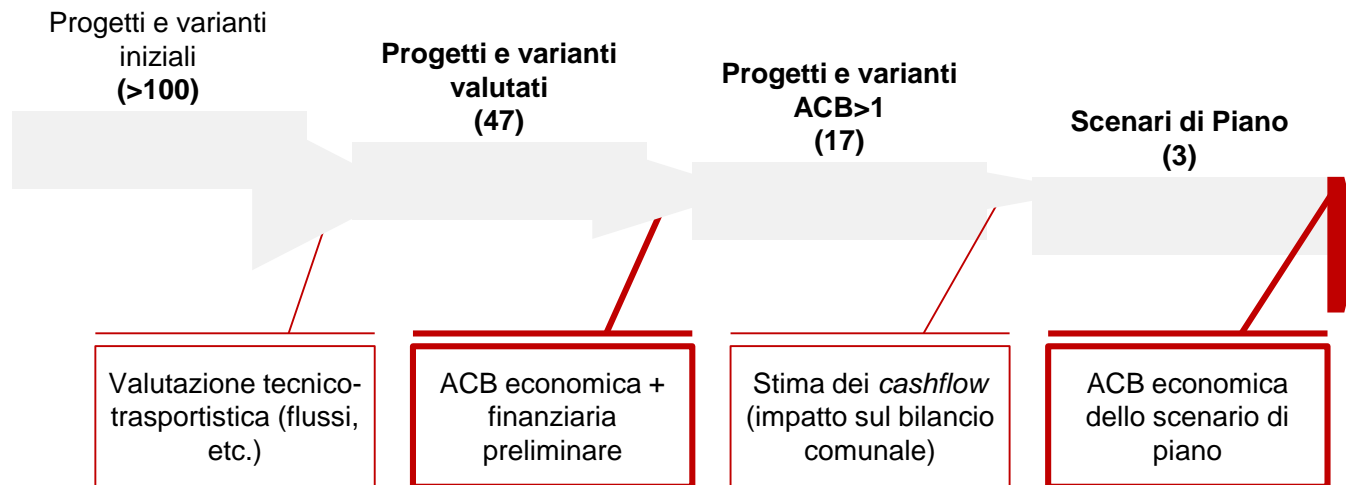 Progetti e varianti
iniziali
(>100)
Progetti e varianti
valutati
(47)
Progetti e varianti
ACB>1
(17)
Scenari di Piano
(3)
Valutazione tecnico-
trasportistica (flussi,
etc.)
ACB economica +
finanziaria
preliminare
Stima dei cashflow
(impatto sul bilancio
comunale)
ACB economica
dello scenario di
piano